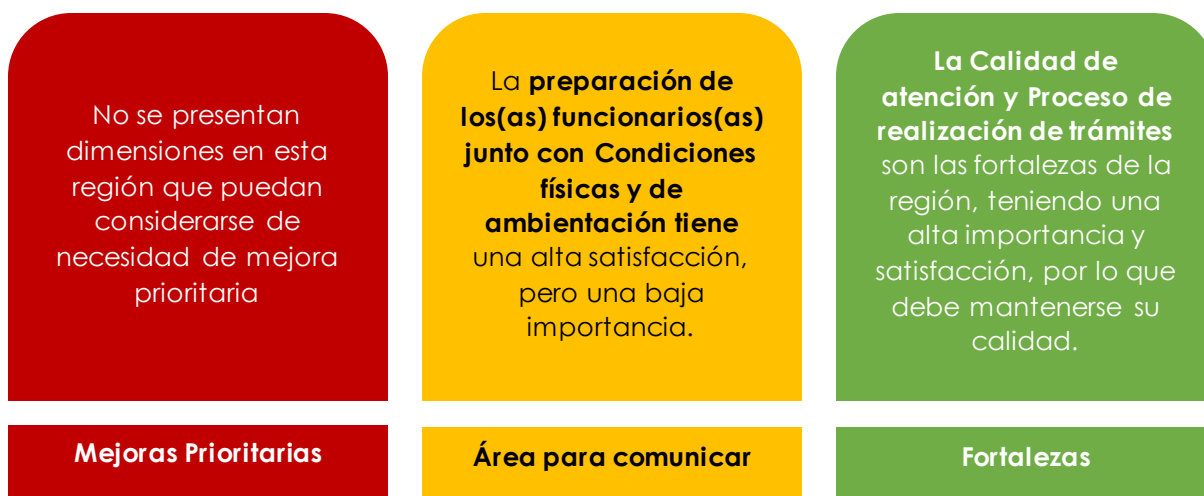 No se presentan
dimensiones en esta
región que puedan
considerarse de
necesidad de mejora
prioritaria
Mejoras Prioritarias
La preparación de
los(as) funcionarios(as)
junto con Condiciones
físicas y de
ambientación tiene
una alta satisfacción,
pero una baja
importancia.
Área para comunicar
La Calidad de
atención y Proceso de
realización de trámites
son las fortalezas de la
región, teniendo una
alta importancia y
satisfacción, por lo que
debe mantenerse su
calidad.
Fortalezas